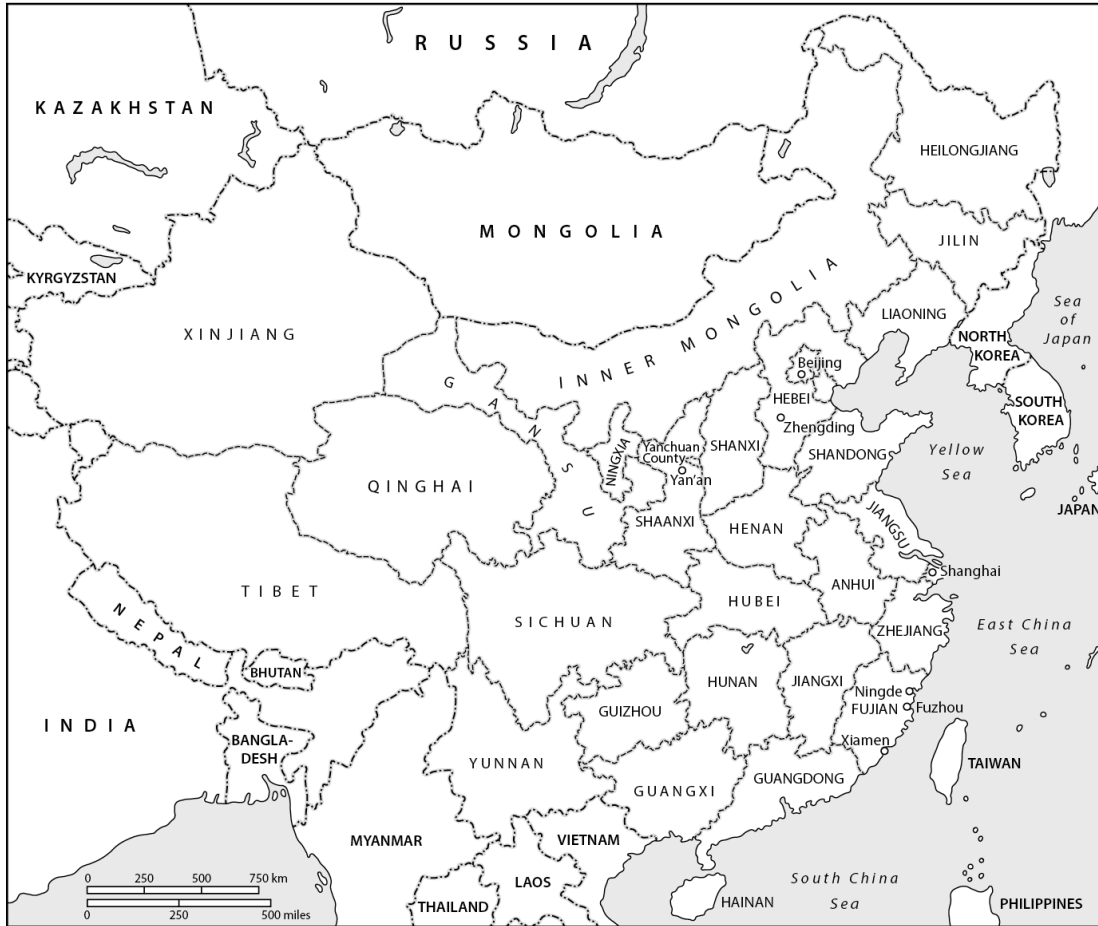 RUSSIA
KAZAKHSTAN
HEILONGJIANG
MONGOLIA
JILIN
KYRGYZSTAN
INNER MONGOLIA
XINJIANG
LIAONING
Sea
of
Japan
NORTH
KOREA
Beijing
GANSU
HEBEI
SOUTH
KOREA
Zhengding
NINGXIA
Yanchuan
County
SHANXI
SHANDONG
Yellow
Sea
Yan'an
QINGHAI
JAPAN
JIANGSU
SHAANXI
HENAN
Shanghai
TIBET
ANHUI
HUBEI
SICHUAN
East China
Sea
ZHEJIANG
NEPAL
BHUTAN
HUNAN
JIANGXI
Ningde
FUJIAN
Fuzhou
GUIZHOU
INDIA
BANGLA-
DESH
Xiamen
YUNNAN
TAIWAN
GUANGDONG
GUANGXI
MYANMAR
VIETNAM
LAOS
South China
Sea
HAINAN
THAILAND
PHILIPPINES
0 250 500 750 km
0 250 500 miles